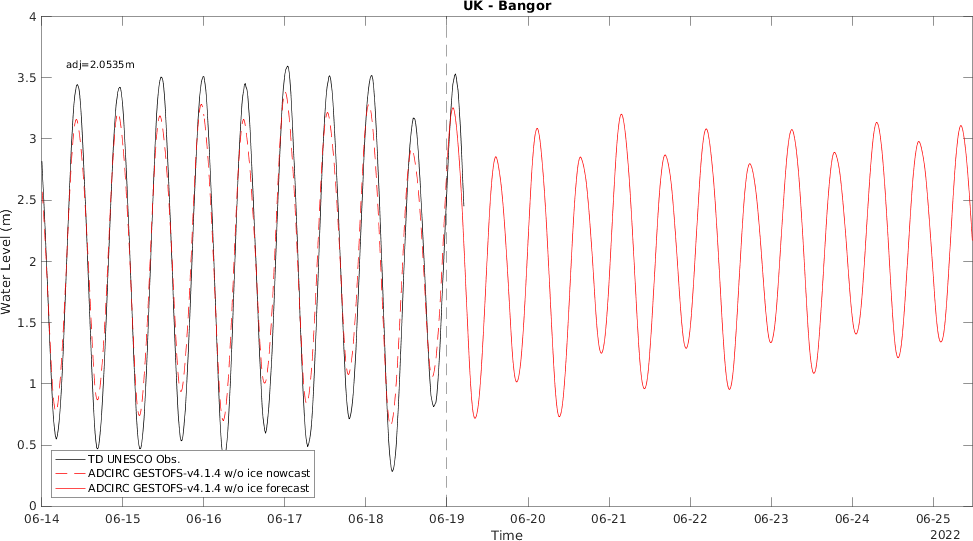 UK - Bangor
adj=2.0535m
4
3.5
3
2.5
2
1.5
1
0.5
0
Water Level (m)
TD UNESCO Obs.
ADCIRC GESTOFS-v4.1.4 w/o ice nowcast
ADCIRC GESTOFS-v4.1.4 w/o ice forecast
06-14 06-15 06-16 06-17 06-18 06-19 06-20 06-21 06-22 06-23 06-24 06-25
2022
Time